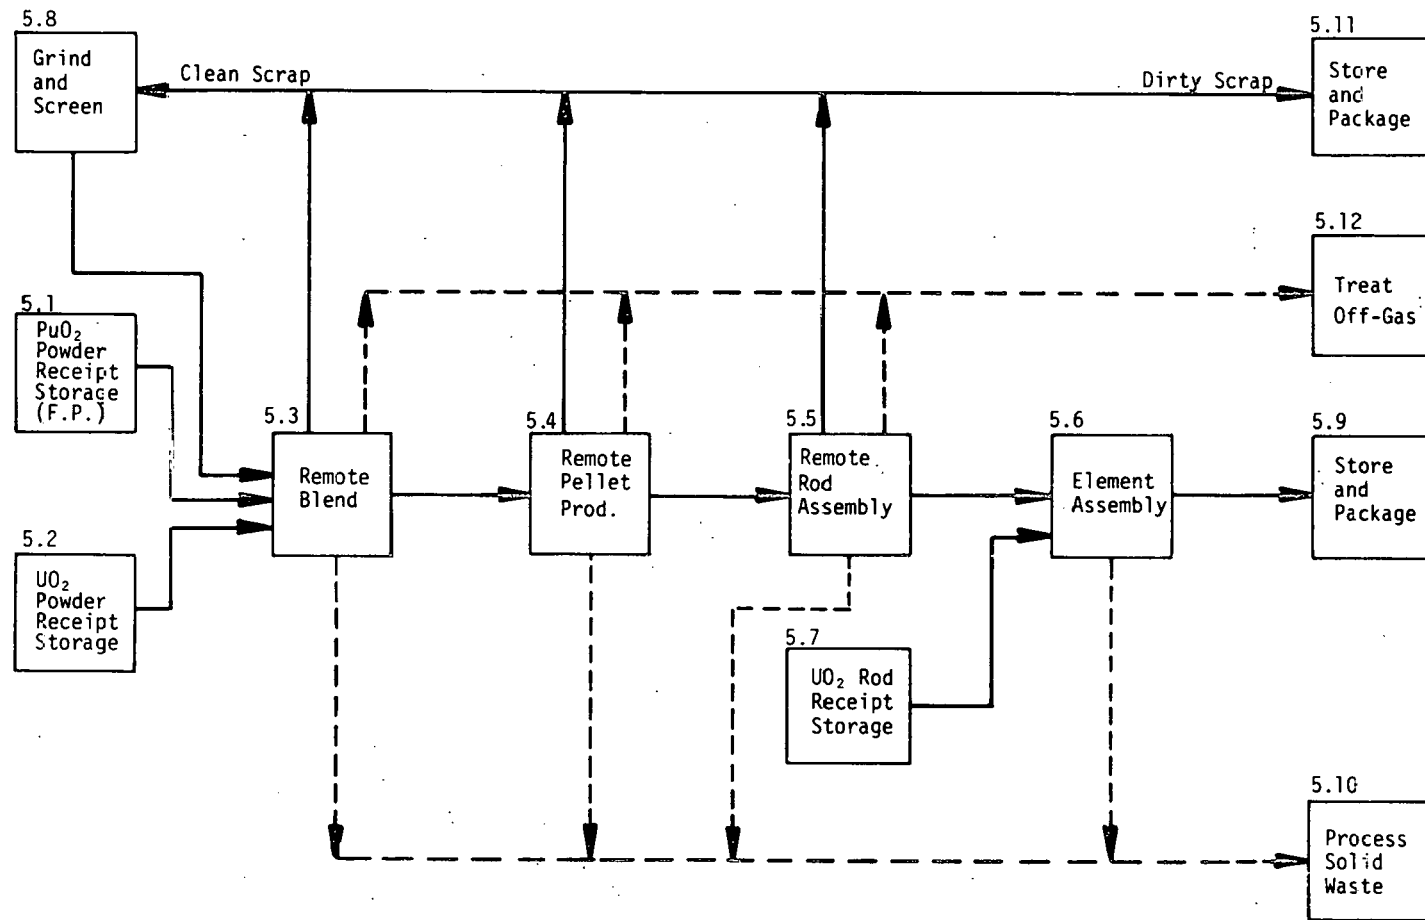 5.8
Grind
and
Screen
Clean Scrap
Dirty Scrap
5.11
Store
and
Package
5.12
Treat
Off-Gas
5.1
PuO₂
Powder
Receipt
Storage
(F.P.)
5.2
UO₂
Powder
Receipt
Storage
5.3
Remote
Blend
5.4
Remote
Pellet
Prod.
5.5
Remote
Rod
Assembly
5.6
Element
Assembly
5.9
Store
and
Package
5.7
UO₂ Rod
Receipt
Storage
5.10
Process
Solid
Waste